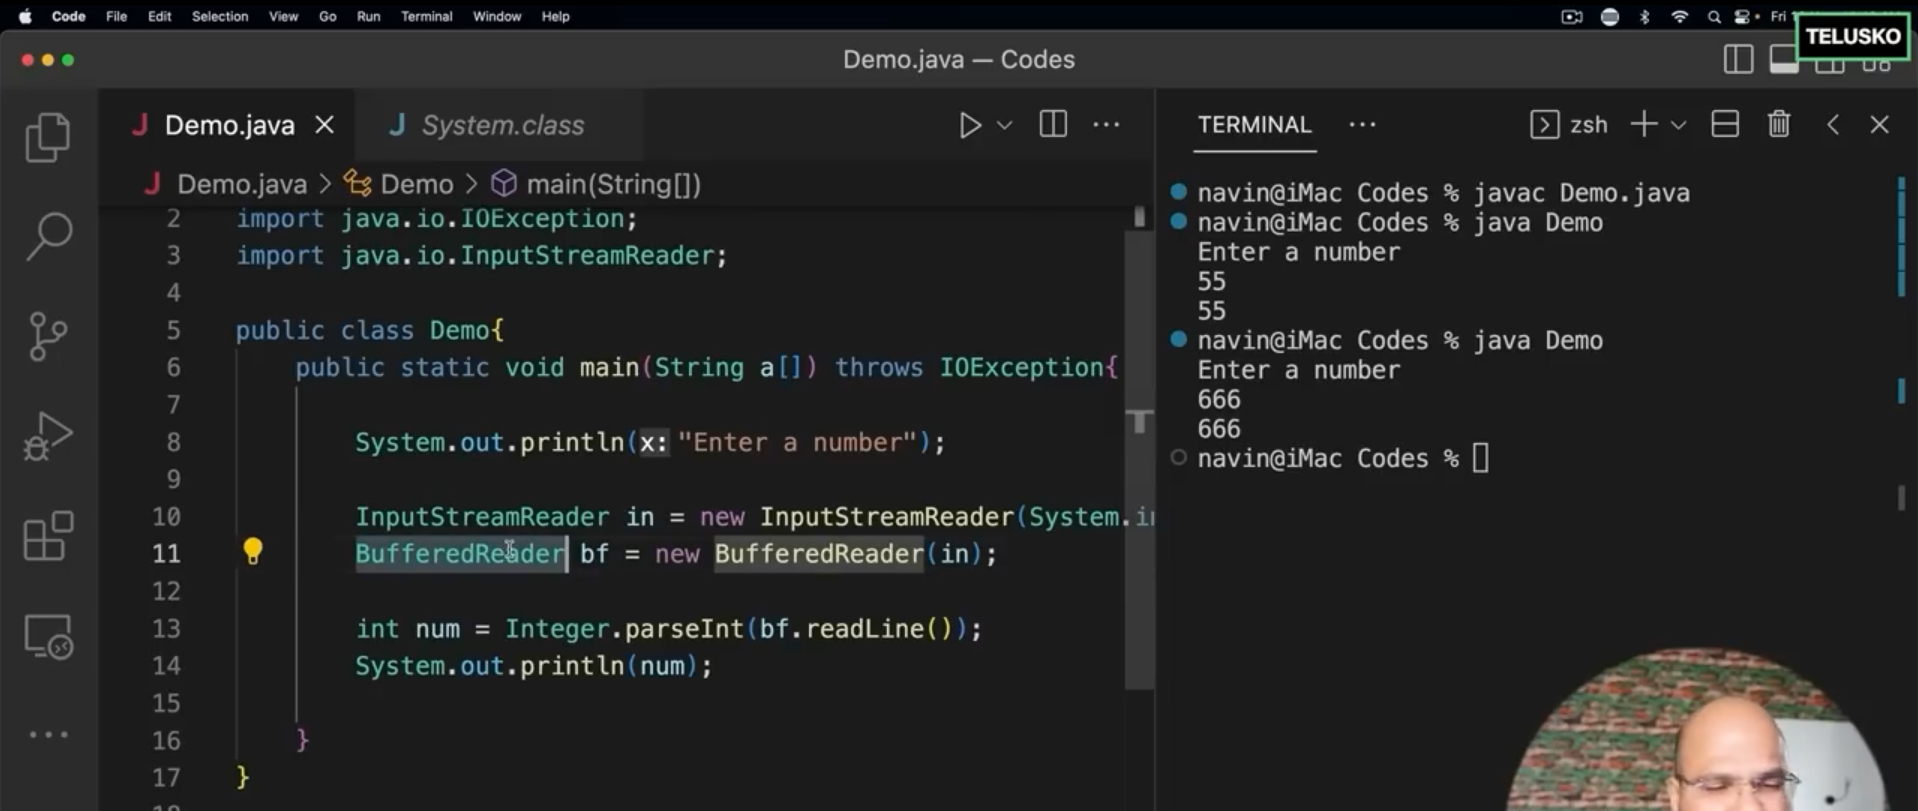 Code File Edit Selection View Go Run Terminal Window Help Fri
TELUSKO
Demo.java — Codes
Demo.java System.class
TERMINAL zsh
Demo.java > Demo > main(String[])
2 import java.io.IOException;
3 import java.io.InputStreamReader;
4
5 public class Demo{
6 public static void main(String a[]) throws IOException{
7
8 System.out.println(x: "Enter a number");
9
10 InputStreamReader in = new InputStreamReader(System.in
11 BufferedReader bf = new BufferedReader(in);
12
13 int num = Integer.parseInt(bf.readLine());
14 System.out.println(num);
15
16 }
17 }
navin@iMac Codes % javac Demo.java
navin@iMac Codes % java Demo
Enter a number
55
55
navin@iMac Codes % java Demo
Enter a number
666
666
navin@iMac Codes %